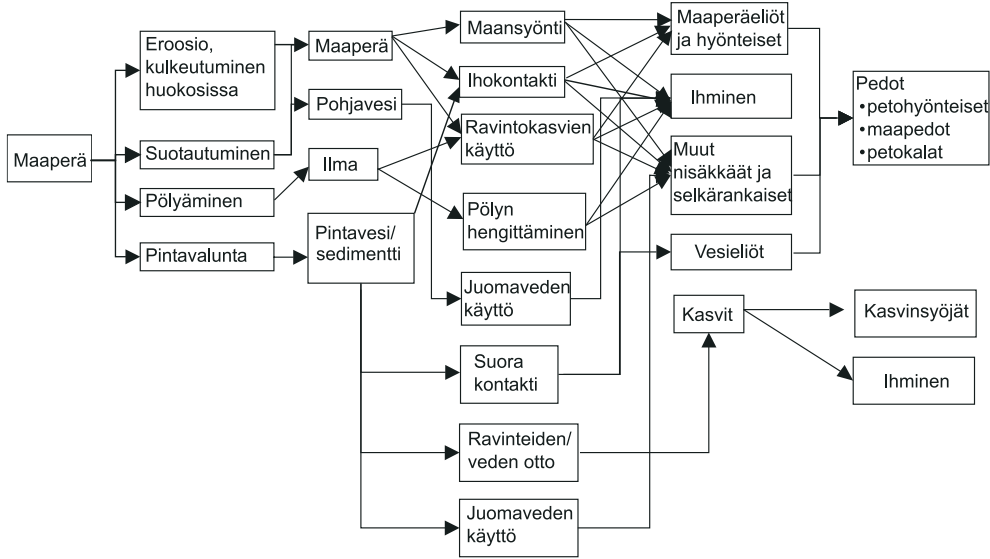 Maaperä
Eroosio,
kulkeutuminen
huokosissa
Suotautuminen
Pölyäminen
Pintavalunta
Maaperä
Pohjavesi
Ilma
Pintavesi/
sedimentti
Maansyönti
Ihokontakti
Ravintokasvien
käyttö
Pölyn
hengittäminen
Juomaveden
käyttö
Suora
kontakti
Ravinteiden/
veden otto
Juomaveden
käyttö
Maaperäeliöt
ja hyönteiset
Ihminen
Muut
nisäkkäät ja
selkärankaiset
Vesieliöt
Kasvit
Pedot
•petohyönteiset
•maapedot
•petokalat
Kasvinsyöjät
Ihminen